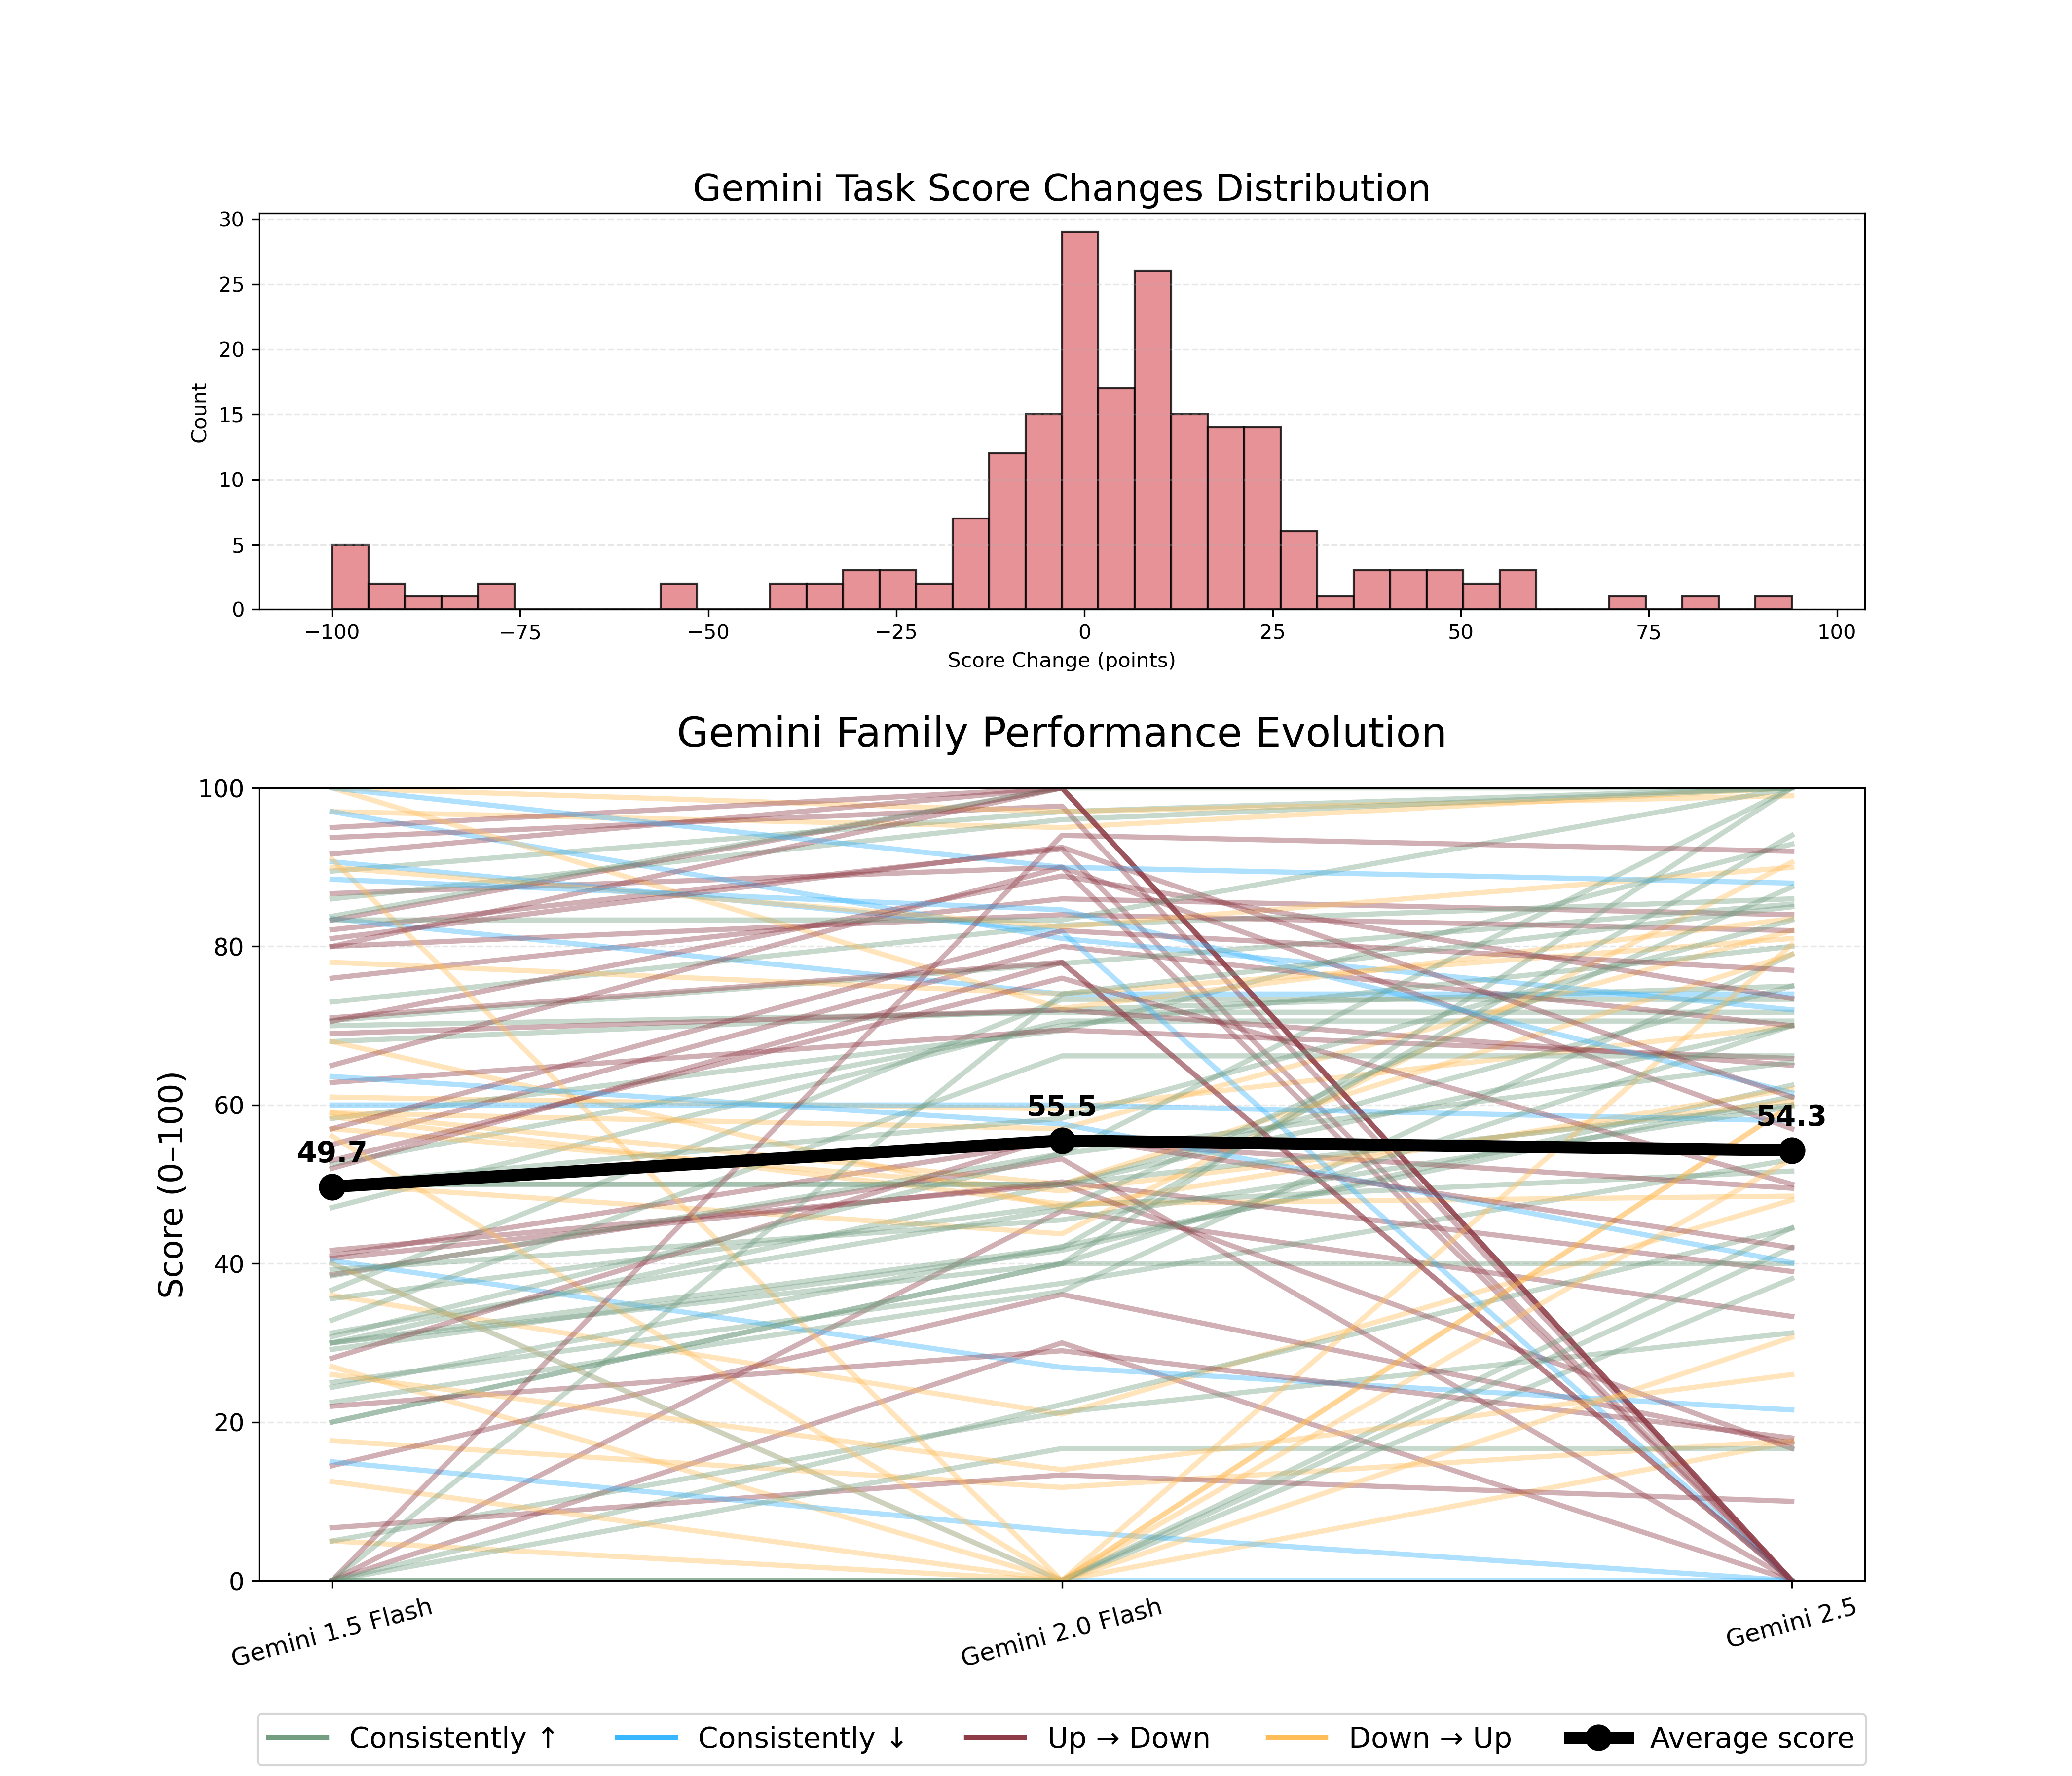 Gemini Task Score Changes Distribution
30
25
20
15
10
5
0
Count
−100
−75
−50
−25
0
25
50
75
100
Score Change (points)
Gemini Family Performance Evolution
100
80
60
40
20
0
Score (0–100)
49.7
55.5
54.3
Gemini 1.5 Flash
Gemini 2.0 Flash
Gemini 2.5
Consistently ↑
Consistently ↓
Up → Down
Down → Up
Average score